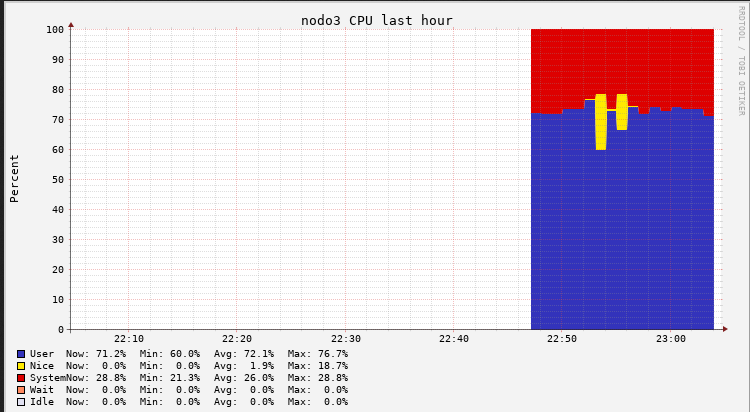 nodo3 CPU last hour
RRDTOOL / TOBI OETIKER
Percent
100
90
80
70
60
50
40
30
20
10
0
22:10 22:20 22:30 22:40 22:50 23:00
User Now: 71.2% Min: 60.0% Avg: 72.1% Max: 76.7%
Nice Now: 0.0% Min: 0.0% Avg: 1.9% Max: 18.7%
SystemNow: 28.8% Min: 21.3% Avg: 26.0% Max: 28.8%
Wait Now: 0.0% Min: 0.0% Avg: 0.0% Max: 0.0%
Idle Now: 0.0% Min: 0.0% Avg: 0.0% Max: 0.0%